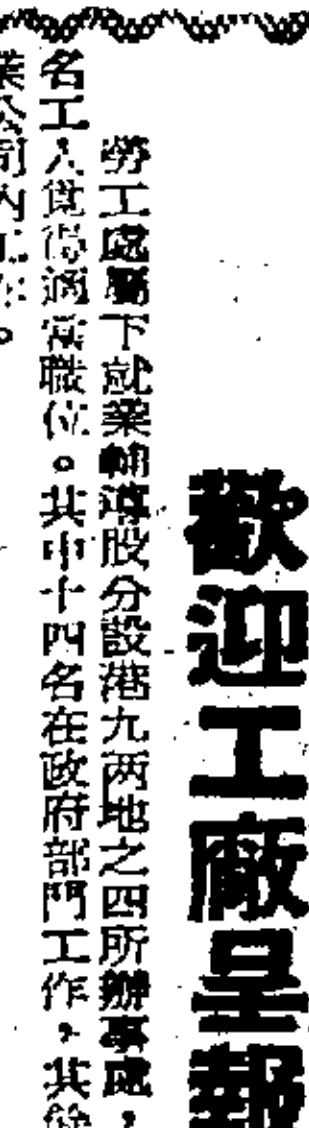 歡迎工廠呈報
勞工處屬下就業輔導股分設港九两地之四所辦事處，
名工人覓得適當職位。其中十四名在政府部門工作，其餘
業公司內工作。